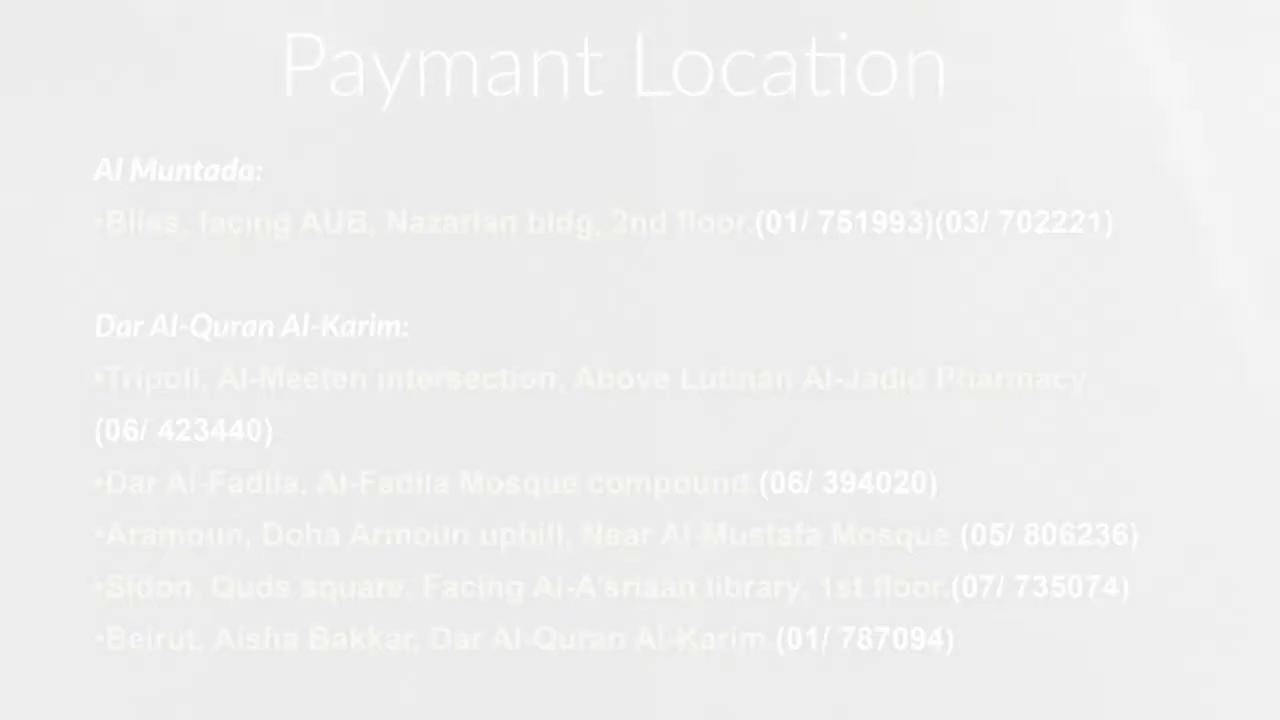 Paymant Location
Al Muntada:
•Bliss, facing AUB, Nazarian bldg, 2nd floor.(01/ 751993)(03/ 702221)
Dar Al-Quran Al-Karim:
•Tripoli, Al-Meeten intersection, Above Lubnan Al-Jadid Pharmacy
(06/ 423440)
•Dar Al-Fadila, Al-Fadila Mosque compound.(06/ 394020)
•Aramoun, Doha Armoun uphill, Near Al-Mustafa Mosque (05/ 806236)
•Sidon, Quds square, Facing Al-A'sriaah library, 1st floor.(07/ 735074)
•Beirut, Aisha Bakkar, Dar Al-Quran Al-Karim.(01/ 787094)